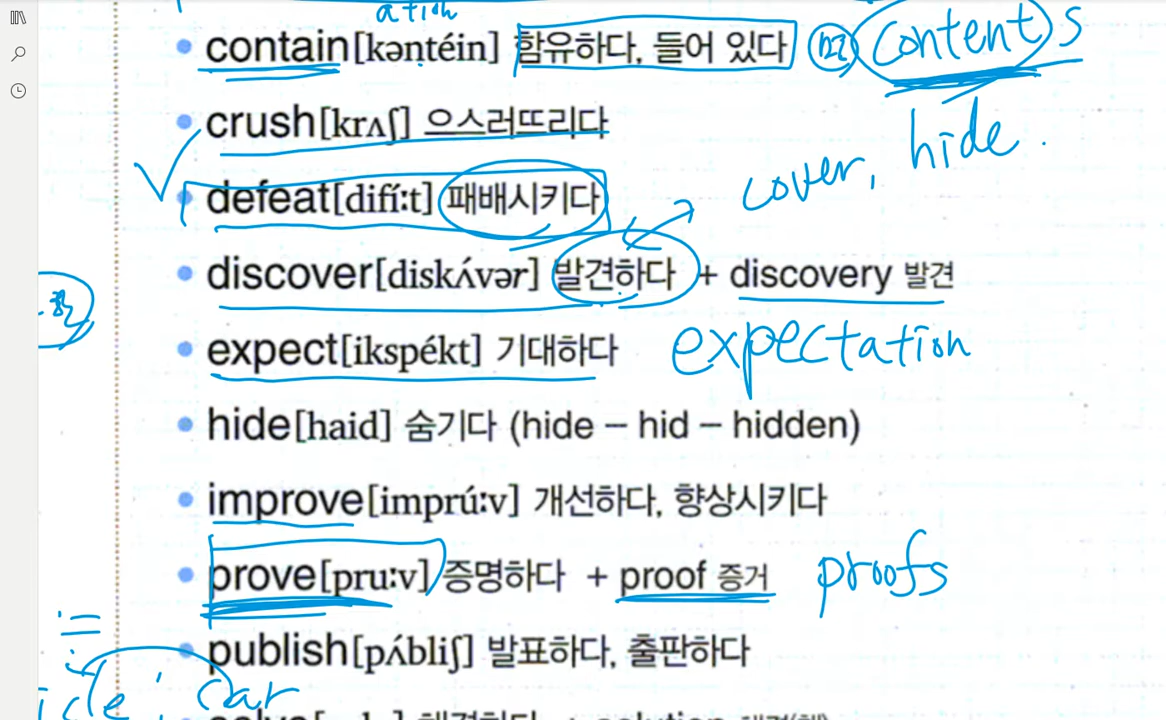 ation
contain[kəntéin] 함유하다, 들어 있다 contents
crush[krʌʃ] 으스러뜨리다
cover, hide.
defeat[difíːt] 패배시키다
discover[diskʌ́vər] 발견하다 + discovery 발견
expect[ikspékt] 기대하다 expectation
hide[haid] 숨기다 (hide – hid – hidden)
improve[imprúːv] 개선하다, 향상시키다
prove[pruːv] 증명하다 + proof 증거 proofs
publish[pʌ́bliʃ] 발표하다, 출판하다
car